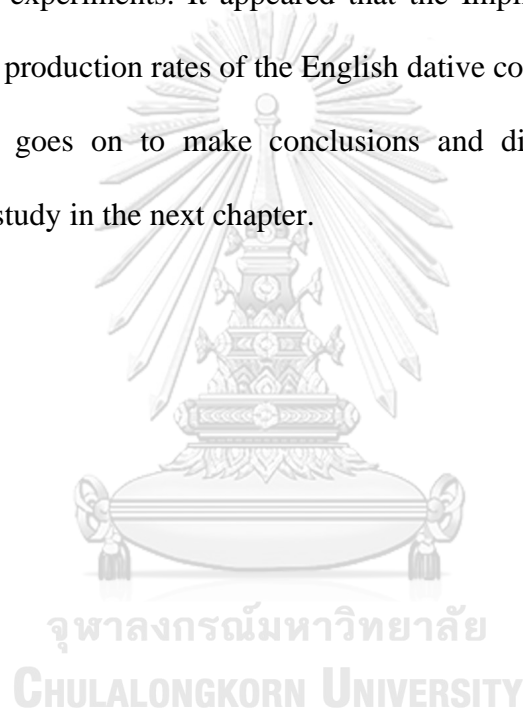 experiments. It appeared that the
production rates of the English dative
goes on to make conclusions and
study in the next chapter.
จุฬาลงกรณ์มหาวิทยาลัย
CHULALONGKORN UNIVERSITY